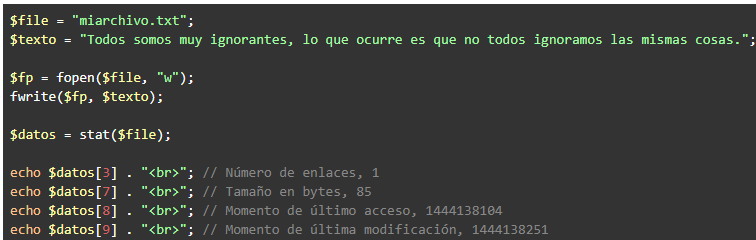 $file = "miarchivo.txt";
$texto = "Todos somos muy ignorantes, lo que ocurre es que no todos ignoramos las mismas cosas.";
$fp = fopen($file, "w");
fwrite($fp, $texto);
$datos = stat($file);
echo $datos[3] . "<br>"; // Número de enlaces, 1
echo $datos[7] . "<br>"; // Tamaño en bytes, 85
echo $datos[8] . "<br>"; // Momento de último acceso, 1444138104
echo $datos[9] . "<br>"; // Momento de última modificación, 1444138251